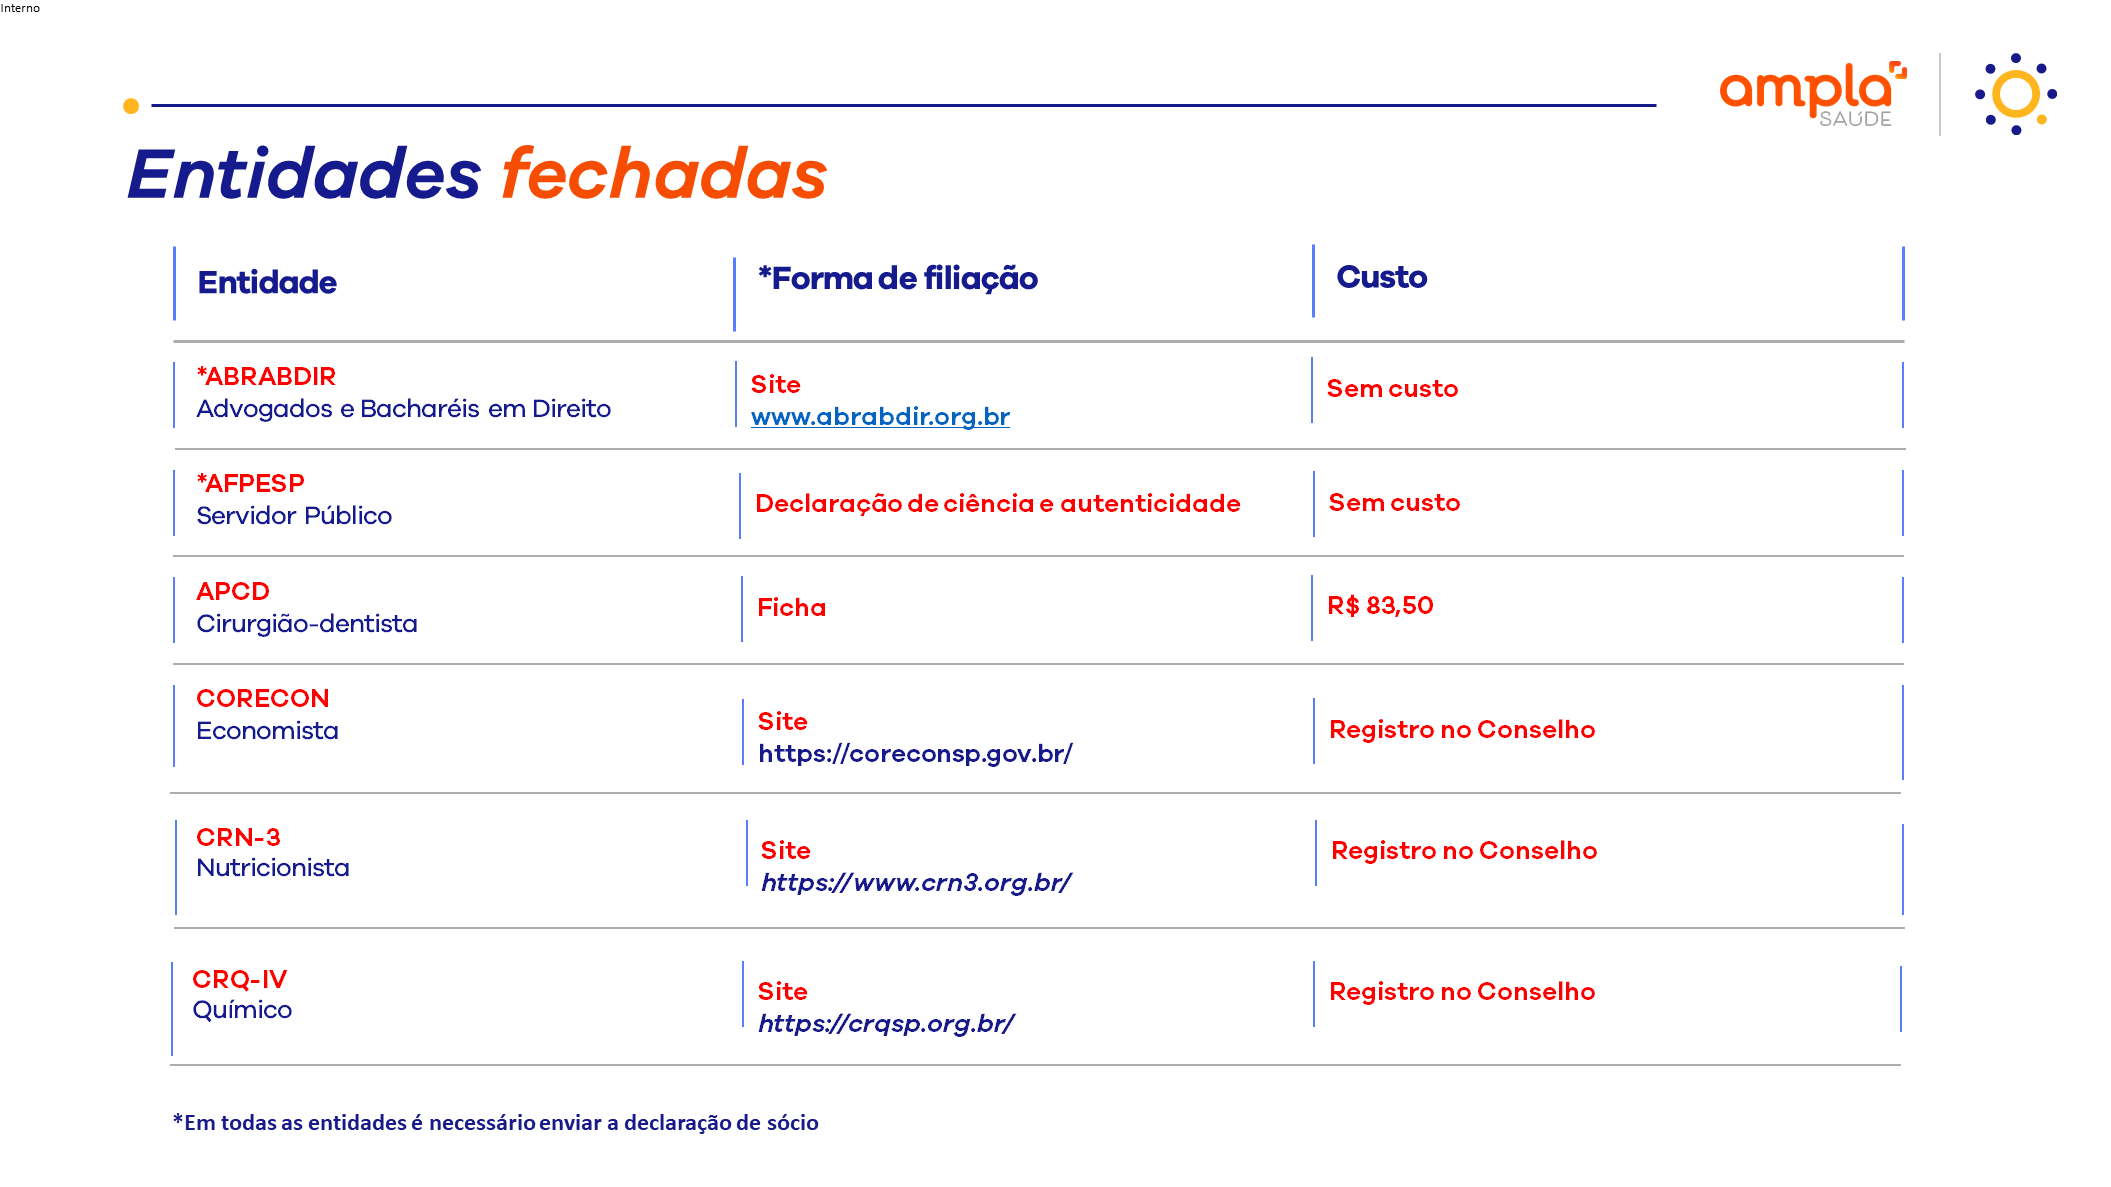 Interno
ampla
SAÚDE
Entidades fechadas
Entidade
*Forma de filiação
Custo
*ABRABDIR
Advogados e Bacharéis em Direito
Site
www.abrabdir.org.br
Sem custo
*AFPESP
Servidor Público
Declaração de ciência e autenticidade
Sem custo
APCD
Cirurgião-dentista
Ficha
R$ 83,50
CORECON
Economista
Site
https://coreconsp.gov.br/
Registro no Conselho
CRN-3
Nutricionista
Site
https://www.crn3.org.br/
Registro no Conselho
CRQ-IV
Químico
Site
https://crqsp.org.br/
Registro no Conselho
*Em todas as entidades é necessário enviar a declaração de sócio